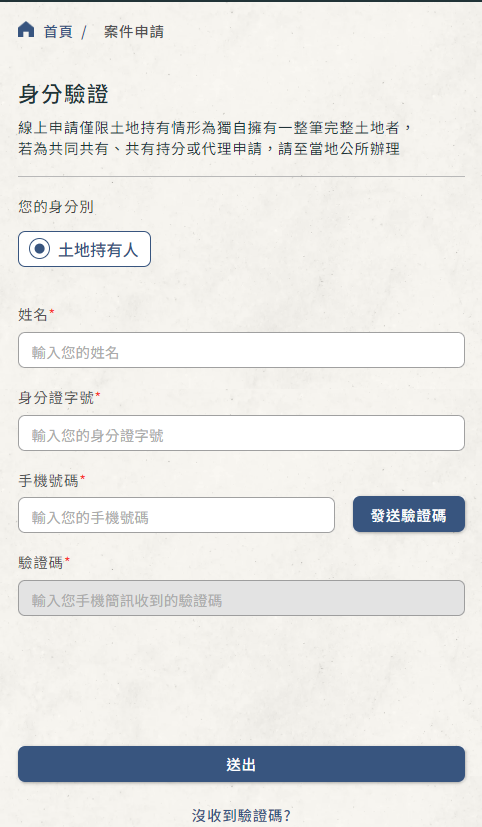 首頁 / 案件申請
身分驗證
線上申請僅限土地持有情形為獨自擁有一整筆完整土地者，
若為共同共有、共有持分或代理申請，請至當地公所辦理
您的身分別
土地持有人
姓名*
輸入您的姓名
身分證字號*
輸入您的身分證字號
手機號碼*
輸入您的手機號碼
發送驗證碼
驗證碼*
輸入您手機簡訊收到的驗證碼
送出
沒收到驗證碼?